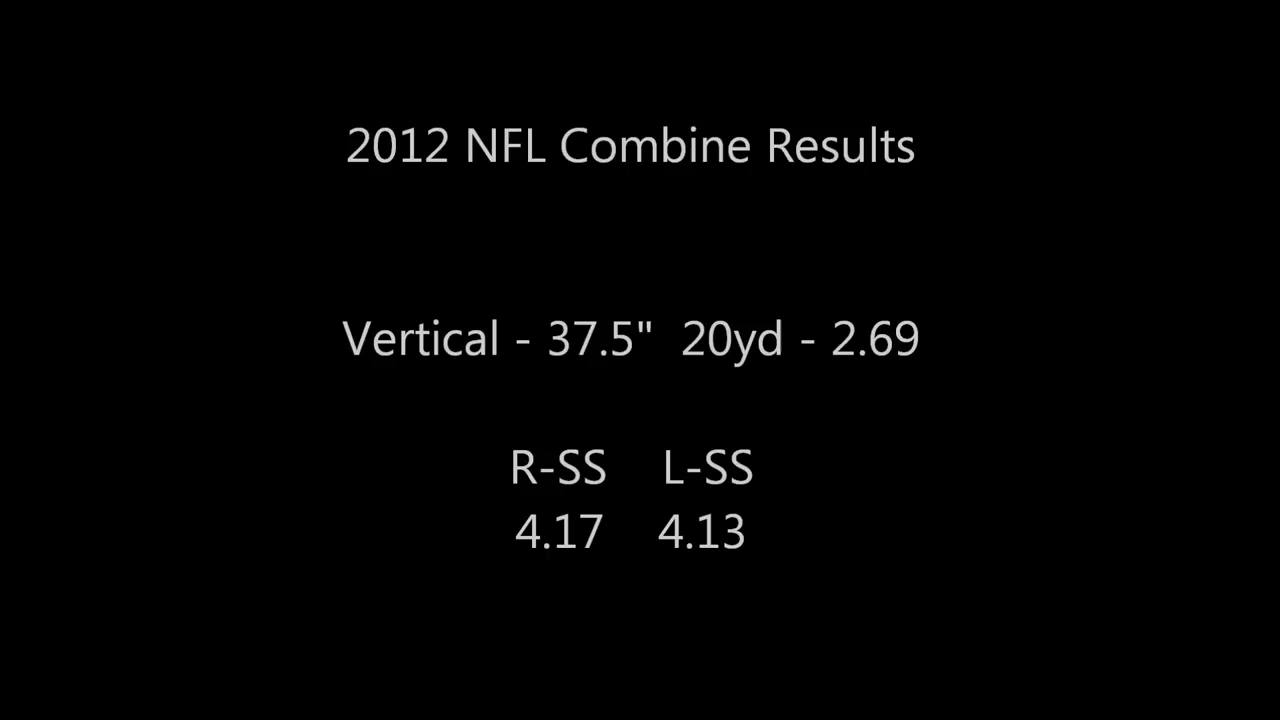 2012 NFL Combine Results
Vertical - 37.5" 20yd - 2.69
R-SS L-SS
4.17 4.13